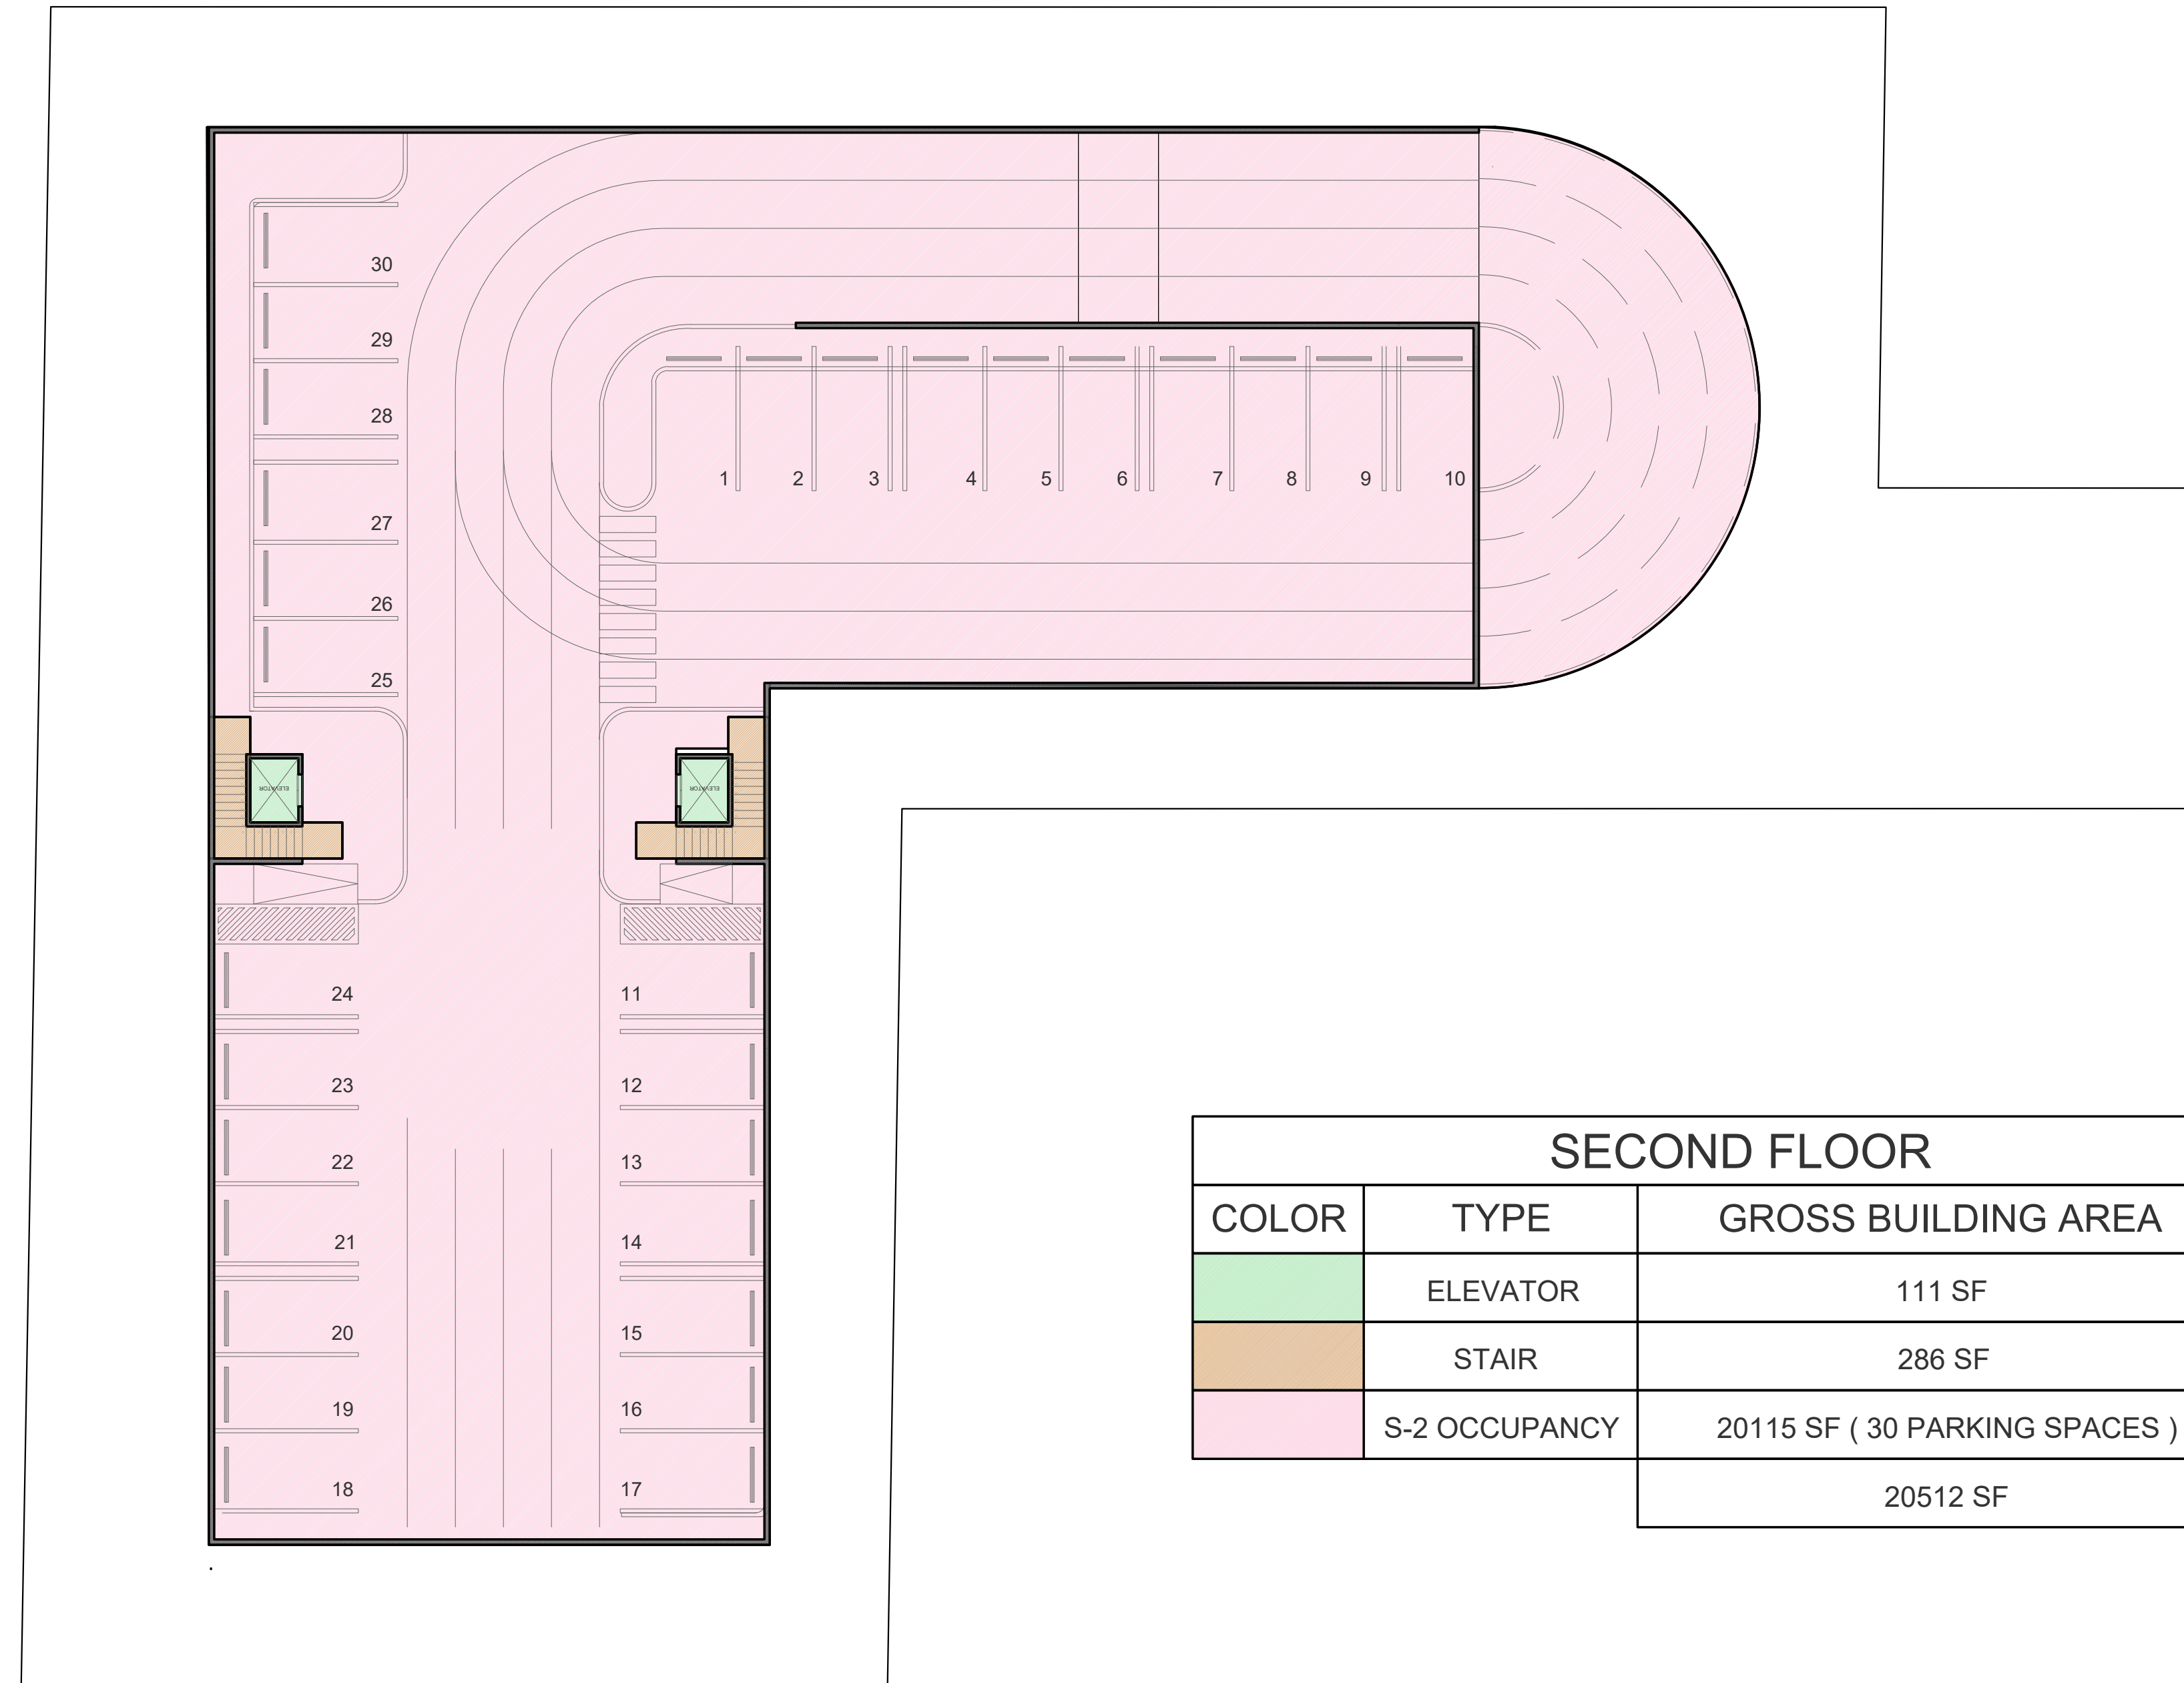 30
29
28
27
26
25
1 2 3 4 5 6 7 8 9 10
ELEVATOR ELEVATOR
24 11
23 12
22 13
21 14
20 15
19 16
18 17
SECOND FLOOR
COLOR TYPE GROSS BUILDING AREA
ELEVATOR 111 SF
STAIR 286 SF
S-2 OCCUPANCY 20115 SF ( 30 PARKING SPACES )
20512 SF